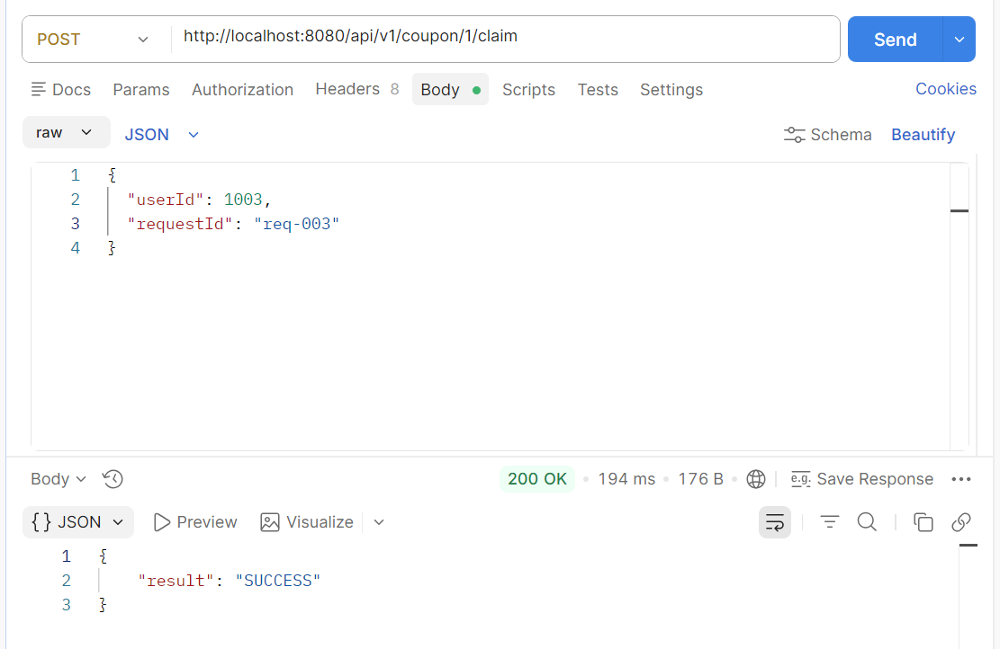 POST http://localhost:8080/api/v1/coupon/1/claim Send
Docs Params Authorization Headers 8 Body Scripts Tests Settings Cookies
raw JSON Schema Beautify
1 {
2 "userId": 1003,
3 "requestId": "req-003"
4 }
Body 200 OK 194 ms 176 B e.g. Save Response
{} JSON Preview Visualize
1 {
2 "result": "SUCCESS"
3 }